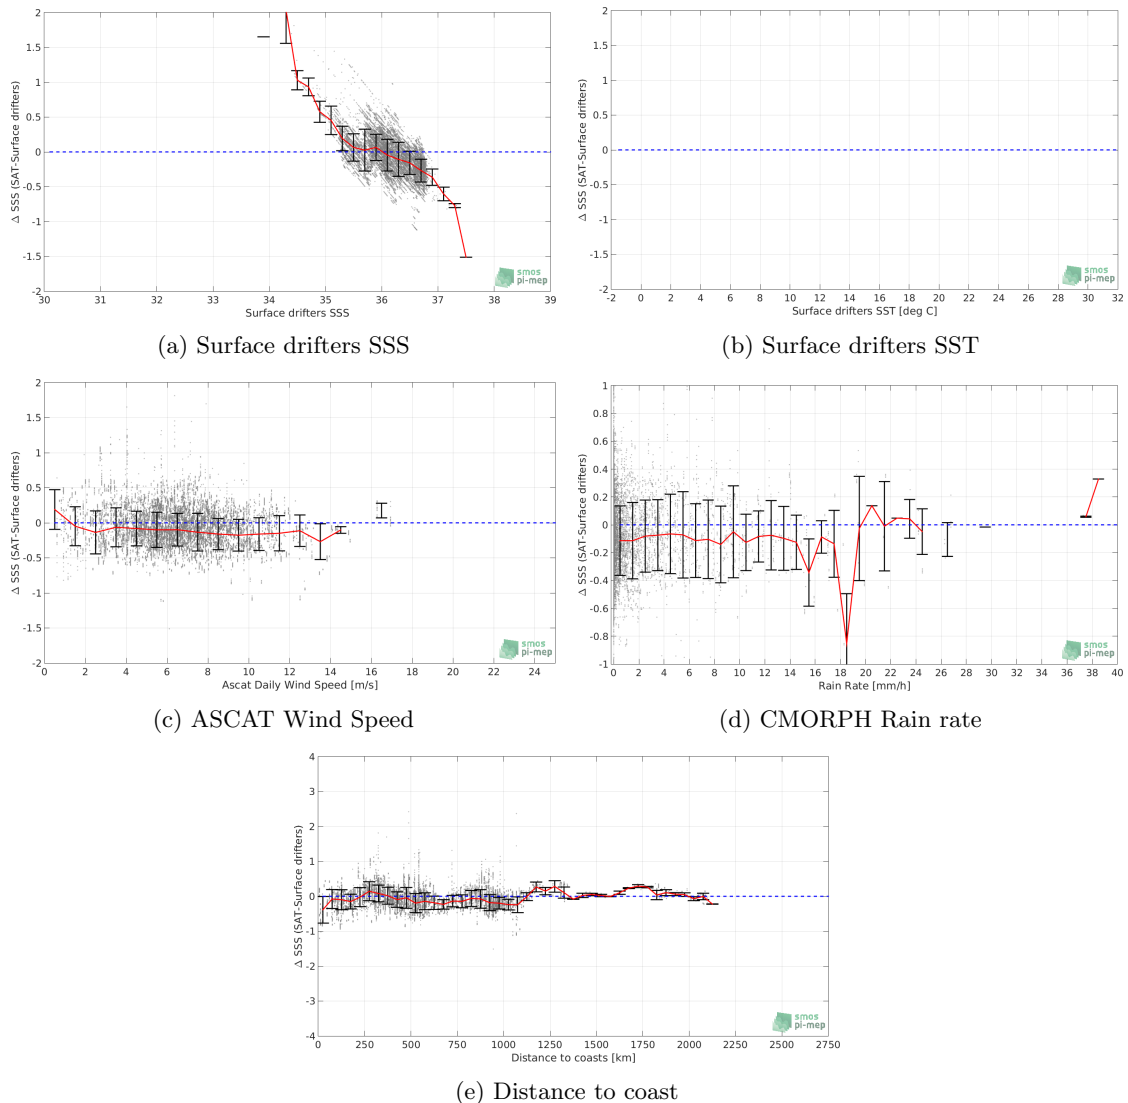 2
1.5
1
0.5
0
-0.5
-1
-1.5
-2
Δ SSS (SAT-Surface drifters)
30 31 32 33 34 35 36 37 38 39
Surface drifters SSS
smos
pi-mep
(a) Surface drifters SSS
2
1.5
1
0.5
0
-0.5
-1
-1.5
-2
Δ SSS (SAT-Surface drifters)
-2 0 2 4 6 8 10 12 14 16 18 20 22 24 26 28 30 32
Surface drifters SST [deg C]
smos
pi-mep
(b) Surface drifters SST
2
1.5
1
0.5
0
-0.5
-1
-1.5
-2
Δ SSS (SAT-Surface drifters)
0 2 4 6 8 10 12 14 16 18 20 22 24
Ascat Daily Wind Speed [m/s]
smos
pi-mep
(c) ASCAT Wind Speed
1
0.8
0.6
0.4
0.2
0
-0.2
-0.4
-0.6
-0.8
-1
Δ SSS (SAT-Surface drifters)
0 2 4 6 8 10 12 14 16 18 20 22 24 26 28 30 32 34 36 38 40
Rain Rate [mm/h]
smos
pi-mep
(d) CMORPH Rain rate
4
3
2
1
0
-1
-2
-3
-4
Δ SSS (SAT-Surface drifters)
0 250 500 750 1000 1250 1500 1750 2000 2250 2500 2750
Distance to coasts [km]
smos
pi-mep
(e) Distance to coast